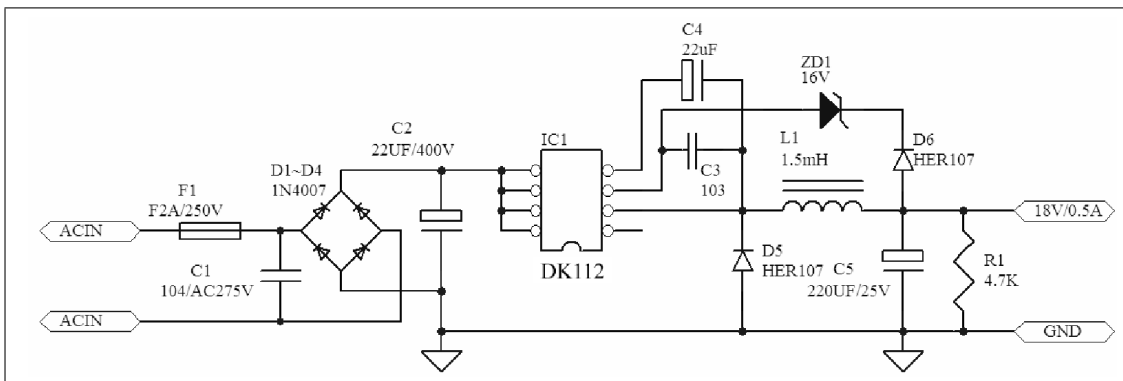 C4
22uF
ZD1
16V
C2
22UF/400V
IC1
L1
1.5mH
D6
HER107
D1~D4
1N4007
C3
103
F1
F2A/250V
18V/0.5A
ACIN
DK112
D5
HER107
C5
220UF/25V
R1
4.7K
C1
104/AC275V
ACIN
GND